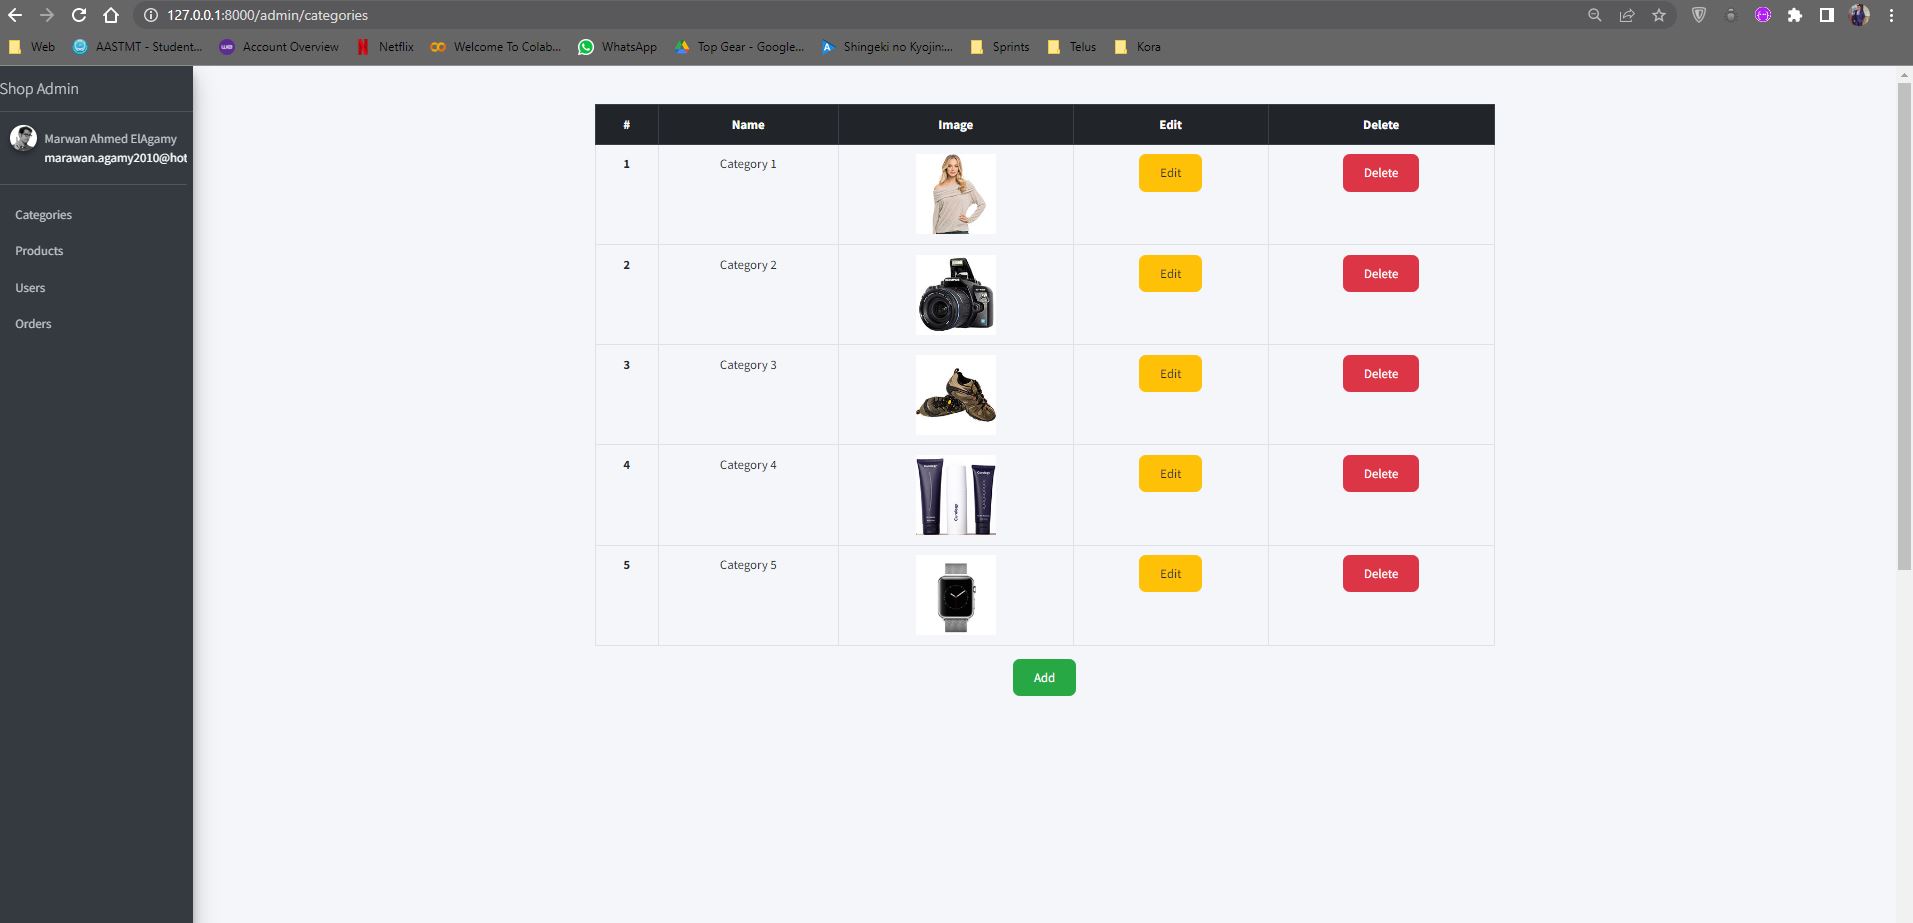 127.0.0.1:8000/admin/categories
Web AASTMT - Student... Account Overview Netflix Welcome To Colab... WhatsApp Top Gear - Google... Shingeki no Kyojin:... Sprints Telus Kora
Shop Admin
Marwan Ahmed ElAgamy
marawan.agamy2010@hot
Categories
Products
Users
Orders
# Name Image Edit Delete
1 Category 1 Edit Delete
2 Category 2 Edit Delete
3 Category 3 Edit Delete
4 Category 4 Edit Delete
5 Category 5 Edit Delete
Add